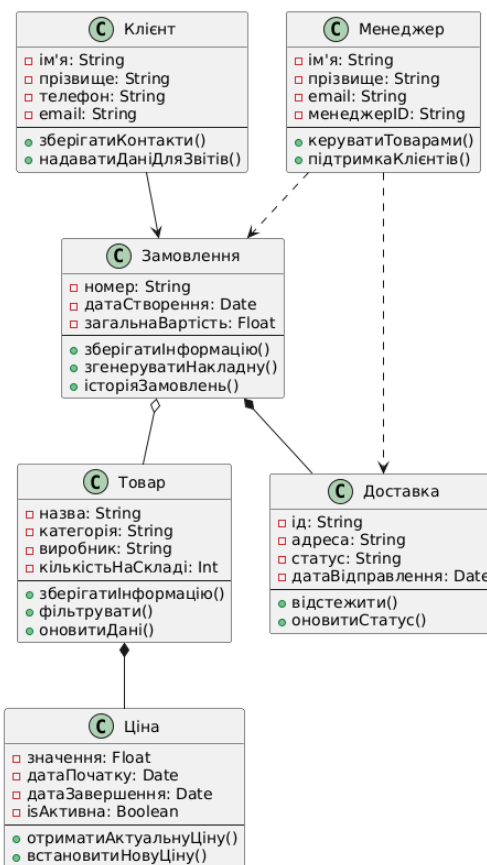 C Клієнт
ім'я: String
прізвище: String
телефон: String
email: String
зберігатиКонтакти()
надаватиДаніДляЗвітів()
C Менеджер
ім'я: String
прізвище: String
email: String
менеджерID: String
керуватиТоварами()
підтримкаКлієнтів()
C Замовлення
номер: String
датаСтворення: Date
загальнаВартість: Float
зберігатиІнформацію()
згенеруватиНакладну()
історіяЗамовлень()
C Товар
назва: String
категорія: String
виробник: String
кількістьНаСкладі: Int
зберігатиІнформацію()
фільтрувати()
оновитиДані()
C Доставка
ід: String
адреса: String
статус: String
датаВідправлення: Date
відстежити()
оновитиСтатус()
C Ціна
значення: Float
датаПочатку: Date
датаЗавершення: Date
isАктивна: Boolean
отриматиАктуальнуЦіну()
встановитиНовуЦіну()